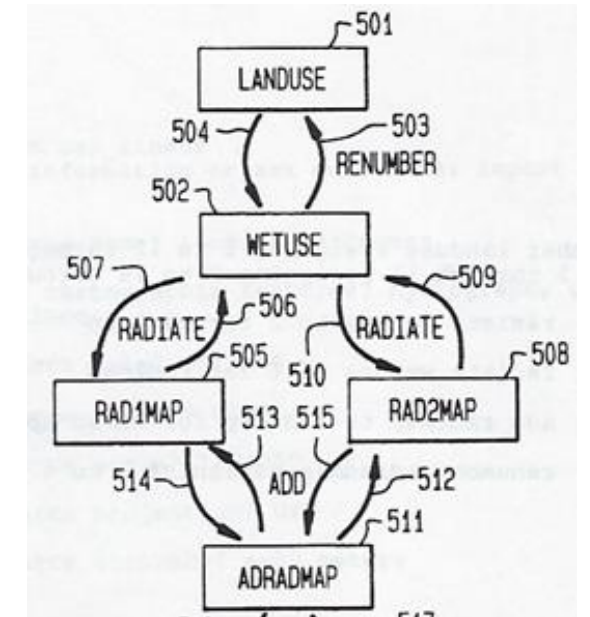 501
LANDUSE
504
503
RENUMBER
502
WETUSE
507
506
509
RADIATE
RADIATE
505
510
508
RAD1MAP
RAD2MAP
513
515
514
ADD
512
511
ADRADMAP